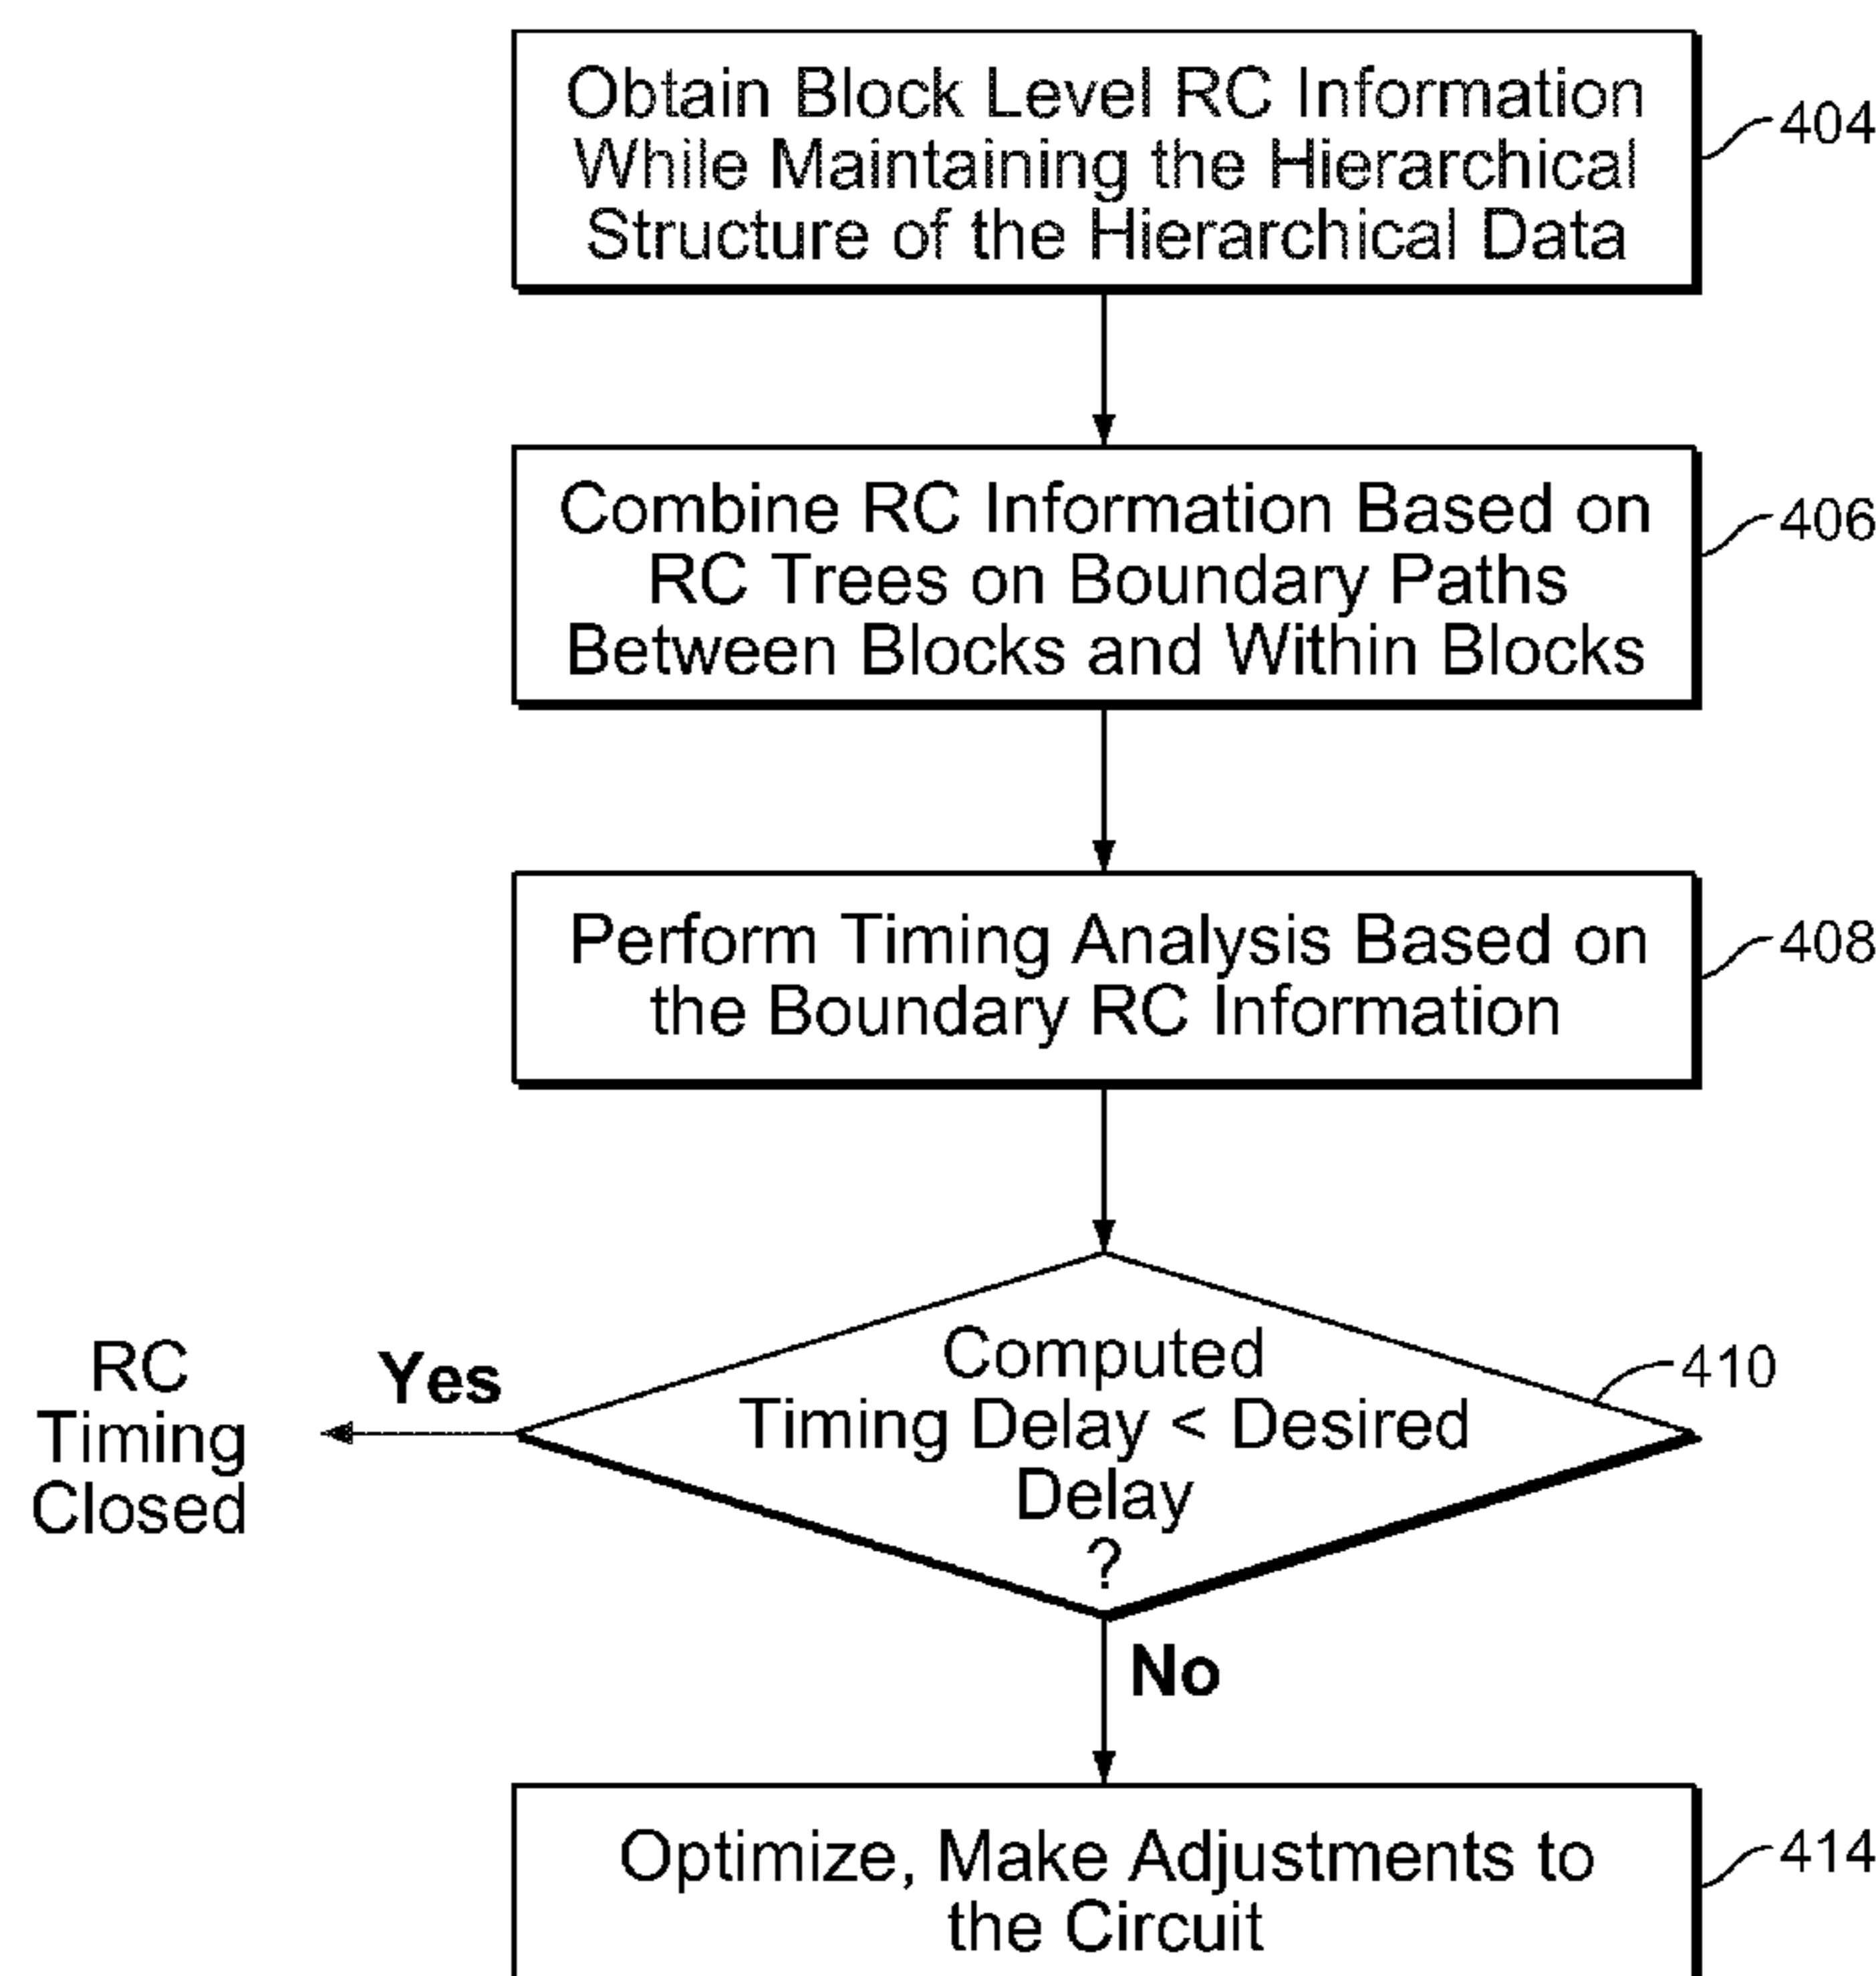 Obtain Block Level RC Information
While Maintaining the Hierarchical
Structure of the Hierarchical Data
404
Combine RC Information Based on
RC Trees on Boundary Paths
Between Blocks and Within Blocks
406
Perform Timing Analysis Based on
the Boundary RC Information
408
Computed
Timing Delay < Desired
Delay
?
410
Yes
RC
Timing
Closed
No
Optimize, Make Adjustments to
the Circuit
414